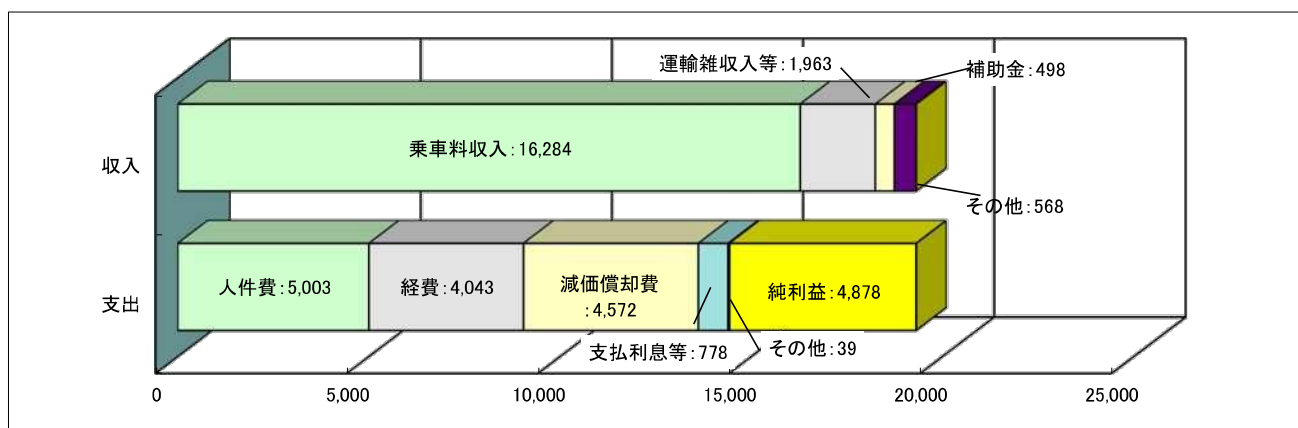 運輸雑収入等:1,963
補助金:498
乗車料収入:16,284
収入
その他:568
人件費:5,003
経費:4,043
減価償却費
:4,572
純利益:4,878
支出
支払利息等:778
その他:39
0
5,000
10,000
15,000
20,000
25,000